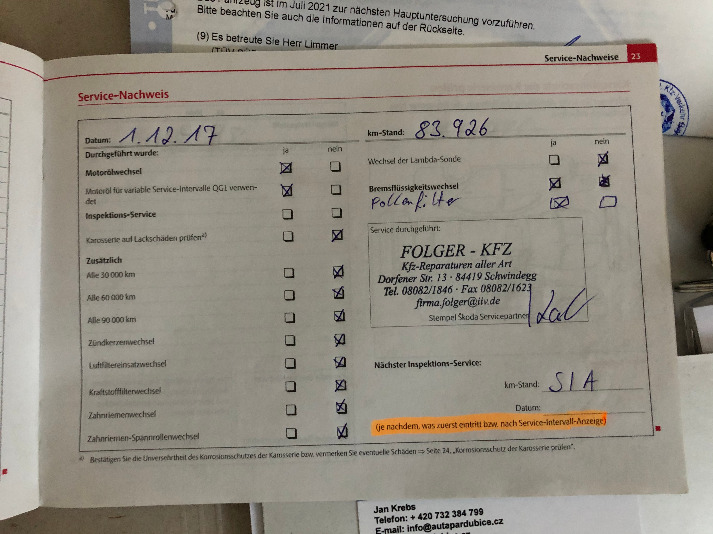 Fahrzeug ist im Juli 2021 zur nächsten Hauptuntersuchung vorzuführen.
Bitte beachten Sie auch die Informationen auf der Rückseite.
(9) Es betreute Sie Herr Limmer
Service-Nachweise 23
Service-Nachweis
Datum: 1.12.17
Durchgeführt wurde: ja nein
Motorölwechsel
Motoröl für variable Service-Intervalle QG1 verwen-
det
Inspektions-Service
Karosserie auf Lackschäden prüfen a)
Zusätzlich
Alle 30 000 km
Alle 60 000 km
Alle 90 000 km
Zündkerzenwechsel
Luftfiltereinsatzwechsel
Kraftstofffilterwechsel
Zahnriemenwechsel
Zahnriemen-Spannrollenwechsel
km-Stand: 83.926
ja nein
Wechsel der Lambda-Sonde
Bremsflüssigkeitswechsel
Pollenfilter
Service durchgeführt:
FOLGER - KFZ
Kfz-Reparaturen aller Art
Dorfener Str. 13 · 84419 Schwindegg
Tel. 08082/1846 · Fax 08082/1623
firma.folger@iiv.de
Stempel Škoda Servicepartner
Nächster Inspektions-Service:
km-Stand: SIA
Datum:
(je nachdem, was zuerst eintritt bzw. nach Service-Intervall-Anzeige)
a) Bestätigen Sie die Unversehrtheit des Korrosionsschutzes der Karosserie bzw. vermerken Sie eventuelle Schäden ⇒ Seite 24, „Korrosionsschutz der Karosserie prüfen".
Jan Krebs
Telefon: + 420 732 384 799
E-mail: info@autapardubice.cz